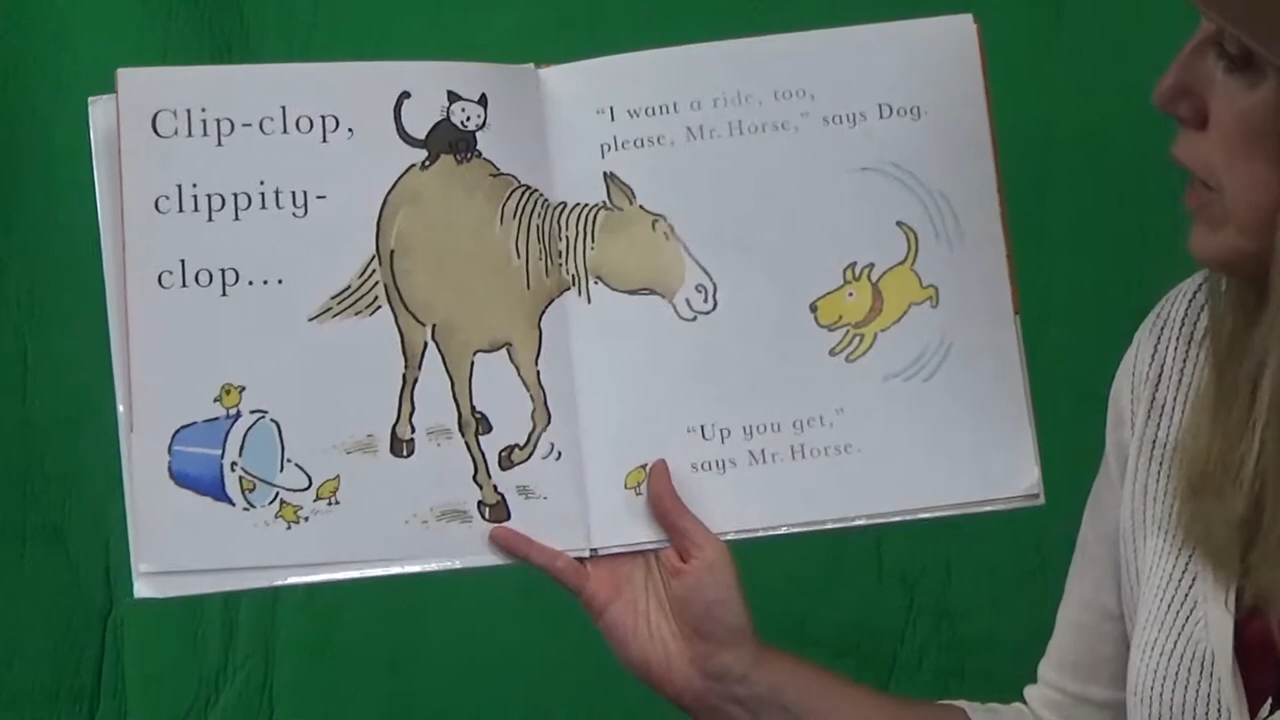 Clip-clop,
clippity-
clop...
“I want a ride, too,
please, Mr. Horse,” says Dog.
“Up you get,”
says Mr. Horse.